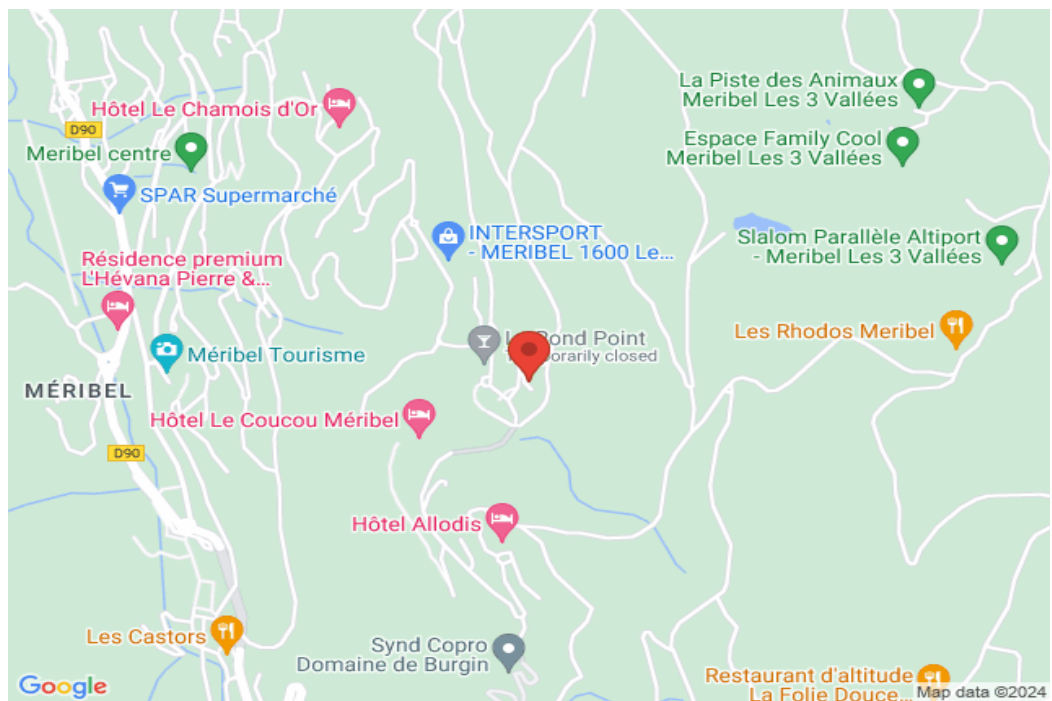 La Piste des Animaux
Meribel Les 3 Vallées
Hôtel Le Chamois d'Or
D90
Meribel centre
Espace Family Cool
Meribel Les 3 Vallées
SPAR Supermarché
INTERSPORT
- MERIBEL 1600 Le...
Slalom Parallèle Altiport
- Meribel Les 3 Vallées
Résidence premium
L'Hévana Pierre &...
Les Rhodos Meribel
Point
closed
Méribel Tourisme
MÉRIBEL
Hôtel Le Coucou Méribel
D90
Hôtel Allodis
Les Castors
Synd Copro
Domaine de Burgin
Restaurant d'altitude
La Folie Douce...
Google
Map data ©2024